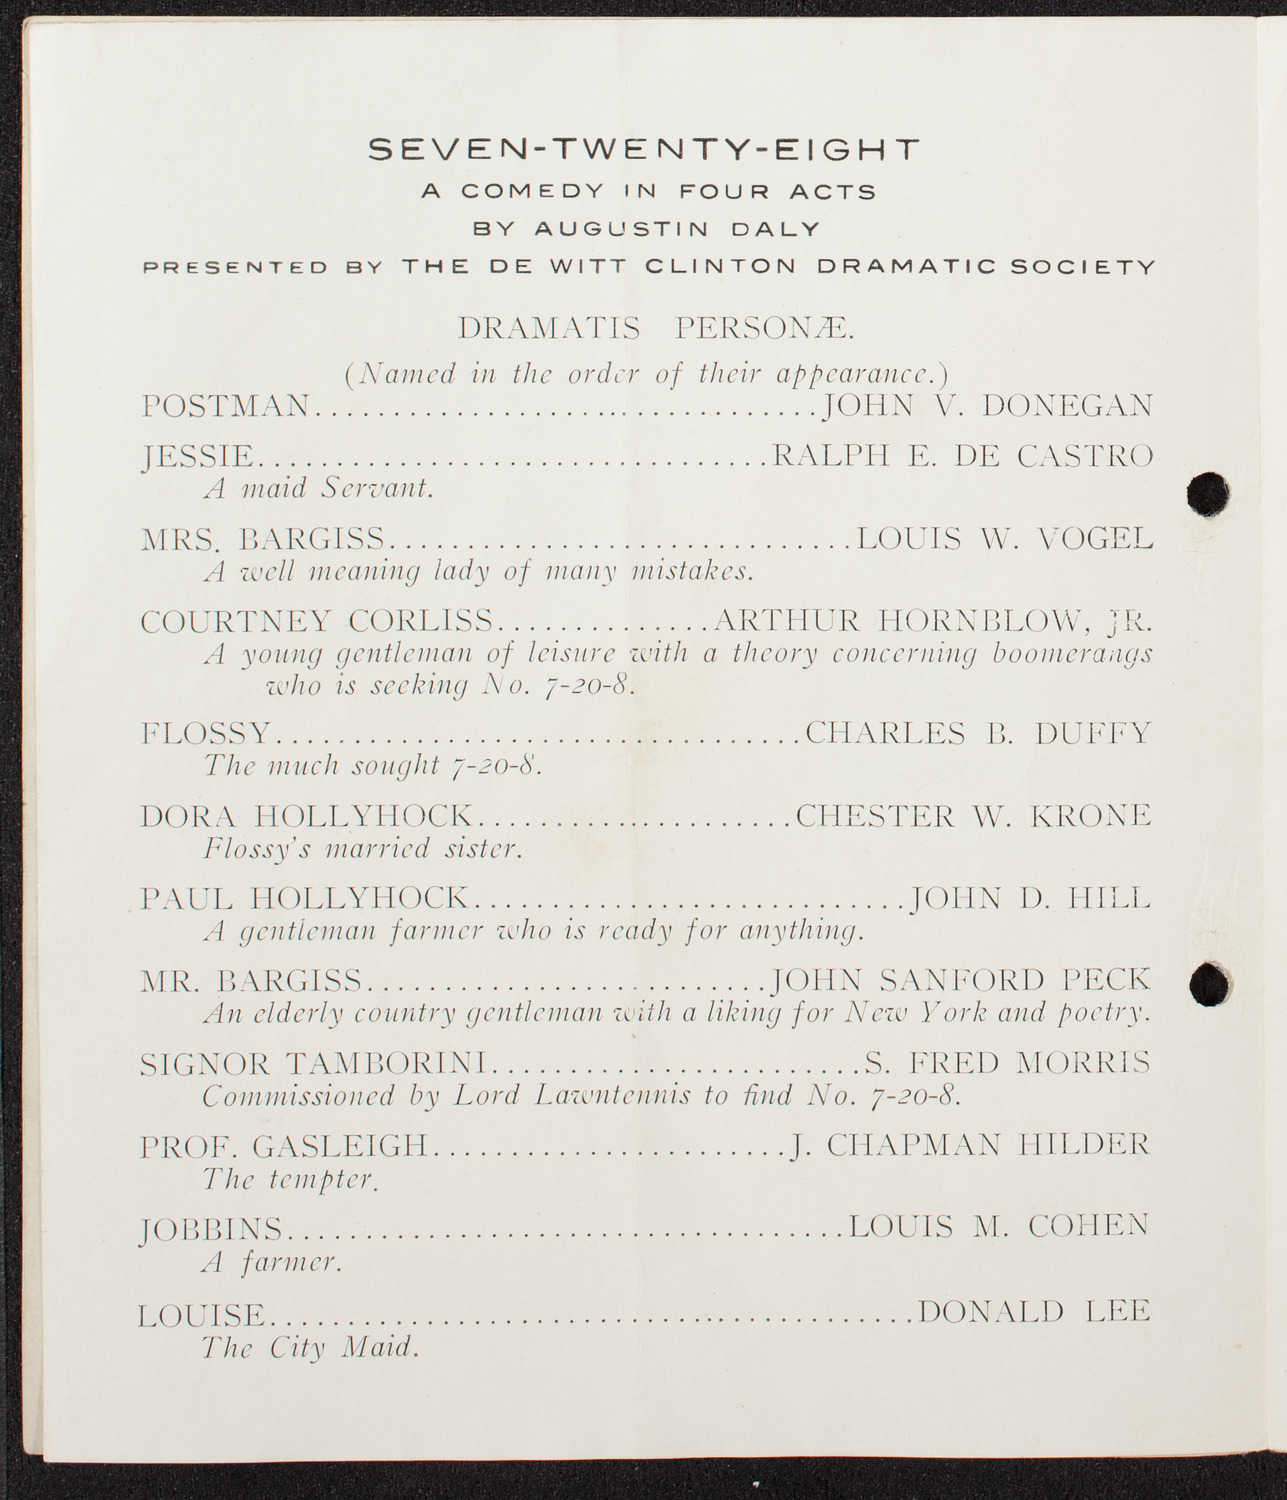 SEVEN-TWENTY-EIGHT
A COMEDY IN FOUR ACTS
BY AUGUSTIN DALY
PRESENTED BY THE DE WITT CLINTON DRAMATIC SOCIETY
DRAMATIS PERSONÆ.
(Named in the order of their appearance.)
POSTMAN................................JOHN V. DONEGAN
JESSIE.................................RALPH E. DE CASTRO
A maid Servant.
MRS. BARGISS..............................LOUIS W. VOGEL
A well meaning lady of many mistakes.
COURTNEY CORLISS..............ARTHUR HORNBLOW, JR.
A young gentleman of leisure with a theory concerning boomerangs
who is seeking No. 7-20-8.
FLOSSY..................................CHARLES B. DUFFY
The much sought 7-20-8.
DORA HOLLYHOCK.....................CHESTER W. KRONE
Flossy's married sister.
PAUL HOLLYHOCK............................JOHN D. HILL
A gentleman farmer who is ready for anything.
MR. BARGISS..........................JOHN SANFORD PECK
An elderly country gentleman with a liking for New York and poetry.
SIGNOR TAMBORINI........................S. FRED MORRIS
Commissioned by Lord Lawntennis to find No. 7-20-8.
PROF. GASLEIGH.......................J. CHAPMAN HILDER
The tempter.
JOBBINS....................................LOUIS M. COHEN
A farmer.
LOUISE..........................................DONALD LEE
The City Maid.